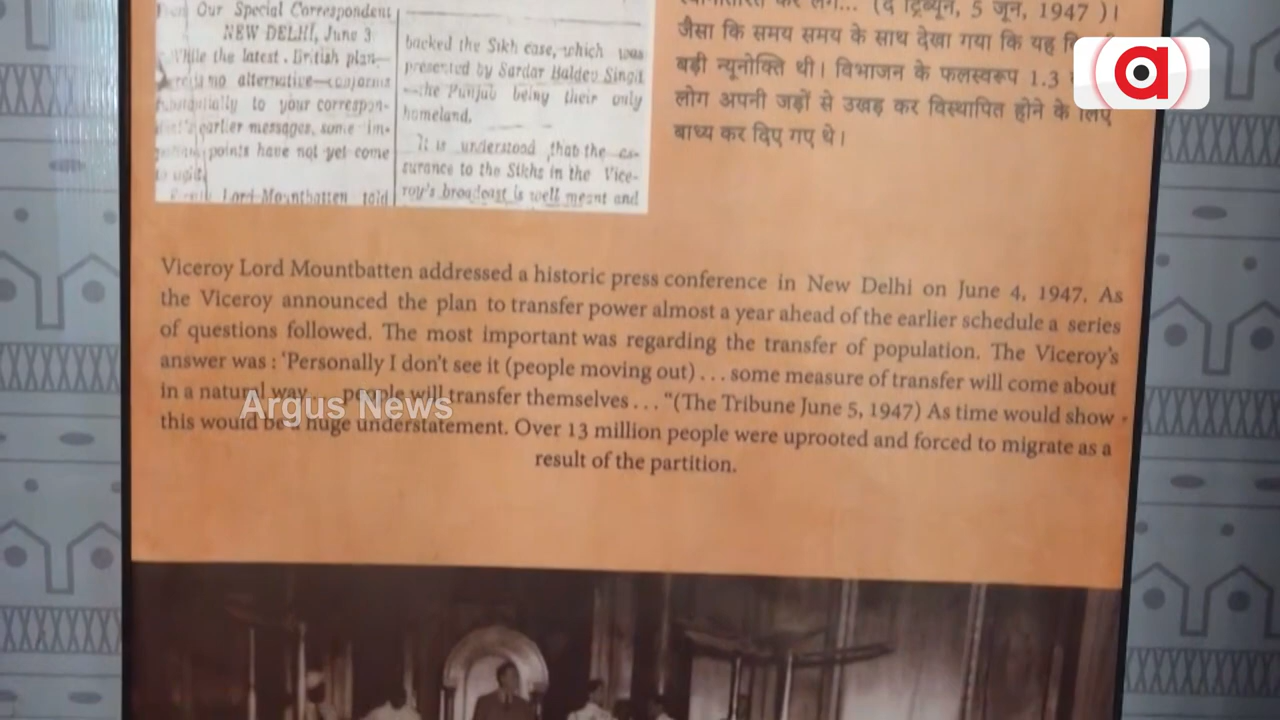 Our Special Correspondent
NEW DELHI, June 3
While the latest British plan—
no alternative—conforms
to your correspon-
earlier messages, some im-
points have not yet come
Lord Mountbatten told
backed the Sikh case, which was
presented by Sardar Baldev Singh
—the Punjab being their only
homeland.
It is understood that the as-
surance to the Sikhs in the Vice-
roy's broadcast is well meant and
(द ट्रिब्यून, 5 जून, 1947 )।
जैसा कि समय समय के साथ देखा गया कि यह
बड़ी न्यूनोक्ति थी। विभाजन के फलस्वरूप 1.3
लोग अपनी जड़ों से उखड़ कर विस्थापित होने के लिए
बाध्य कर दिए गए थे।
a
Viceroy Lord Mountbatten addressed a historic press conference in New Delhi on June 4, 1947. As
the Viceroy announced the plan to transfer power almost a year ahead of the earlier schedule a series
of questions followed. The most important was regarding the transfer of population. The Viceroy's
answer was : 'Personally I don't see it (people moving out) . . . some measure of transfer will come about
in a natural way. . . people will transfer themselves . . . "(The Tribune June 5, 1947) As time would show -
this would be a huge understatement. Over 13 million people were uprooted and forced to migrate as a
result of the partition.
Argus News